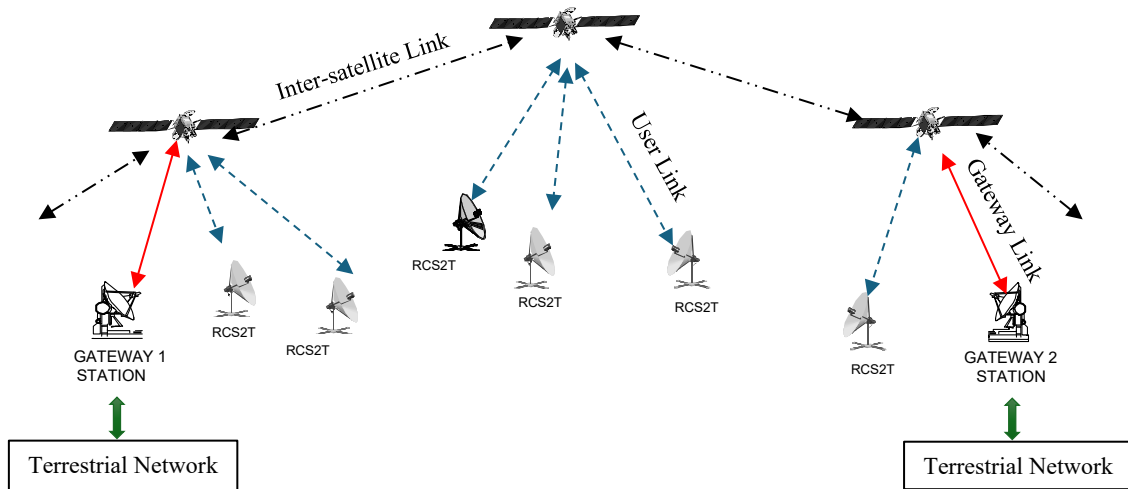 Inter-satellite Link
User Link
Gateway Link
RCS2T
RCS2T
RCS2T
RCS2T
RCS2T
RCS2T
GATEWAY 1
STATION
GATEWAY 2
STATION
Terrestrial Network
Terrestrial Network